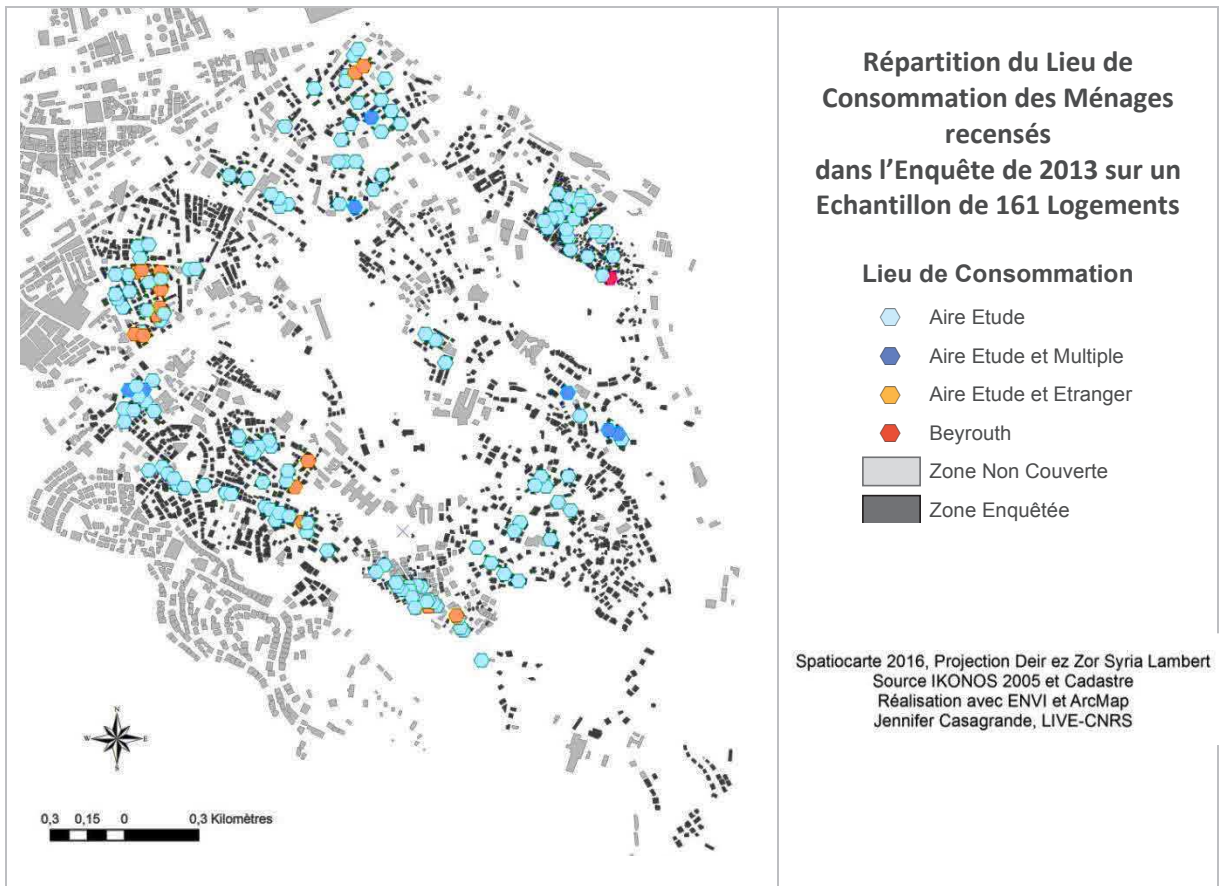 Répartition du Lieu de
Consommation des Ménages
recensés
dans l'Enquête de 2013 sur un
Echantillon de 161 Logements
Lieu de Consommation
Aire Etude
Aire Etude et Multiple
Aire Etude et Etranger
Beyrouth
Zone Non Couverte
Zone Enquêtée
Spatiocarte 2016, Projection Deir ez Zor Syria Lambert
Source IKONOS 2005 et Cadastre
Réalisation avec ENVI et ArcMap
Jennifer Casagrande, LIVE-CNRS
N
W E
S
0,3 0,15 0 0,3 Kilomètres